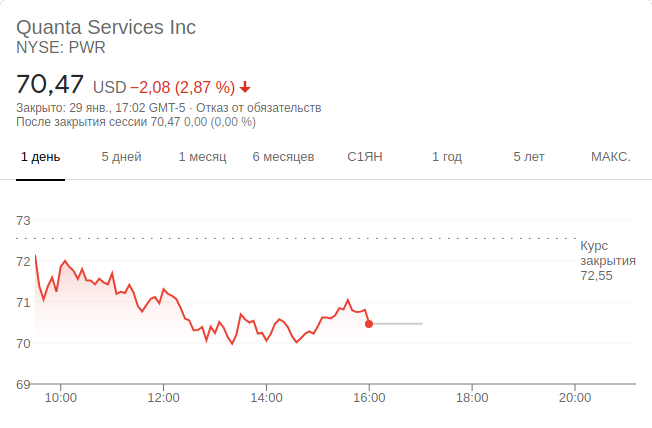 Quanta Services Inc
NYSE: PWR
70,47 USD −2,08 (2,87 %)
Закрыто: 29 янв., 17:02 GMT-5 · Отказ от обязательств
После закрытия сессии 70,47 0,00 (0,00 %)
1 день 5 дней 1 месяц 6 месяцев С1ЯН 1 год 5 лет МАКС.
73
Курс
закрытия
72,55
72
71
70
69
10:00 12:00 14:00 16:00 18:00 20:00